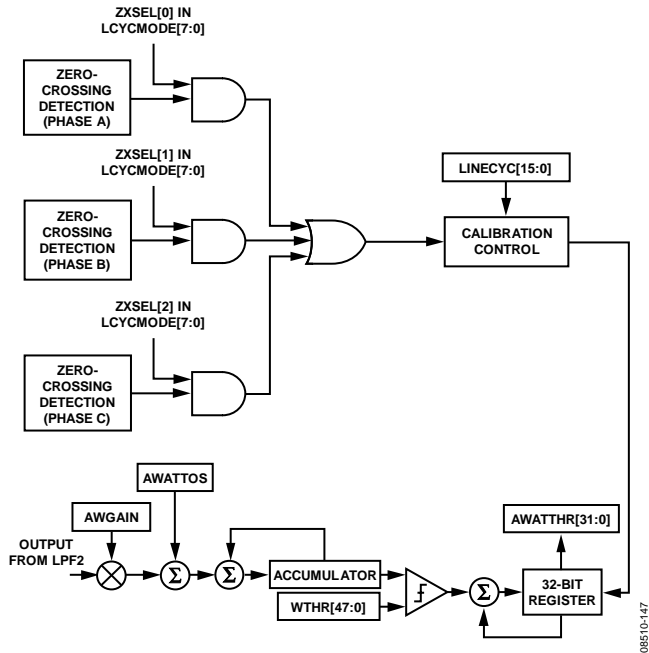 ZXSEL[0] IN
LCYCMODE[7:0]
ZERO-
CROSSING
DETECTION
(PHASE A)
ZXSEL[1] IN
LCYCMODE[7:0]
ZERO-
CROSSING
DETECTION
(PHASE B)
LINECYC[15:0]
CALIBRATION
CONTROL
ZXSEL[2] IN
LCYCMODE[7:0]
ZERO-
CROSSING
DETECTION
(PHASE C)
AWATTOS
AWGAIN
AWATTHR[31:0]
OUTPUT
FROM LPF2
Σ
Σ
ACCUMULATOR
WTHR[47:0]
Σ
32-BIT
REGISTER
08510-147